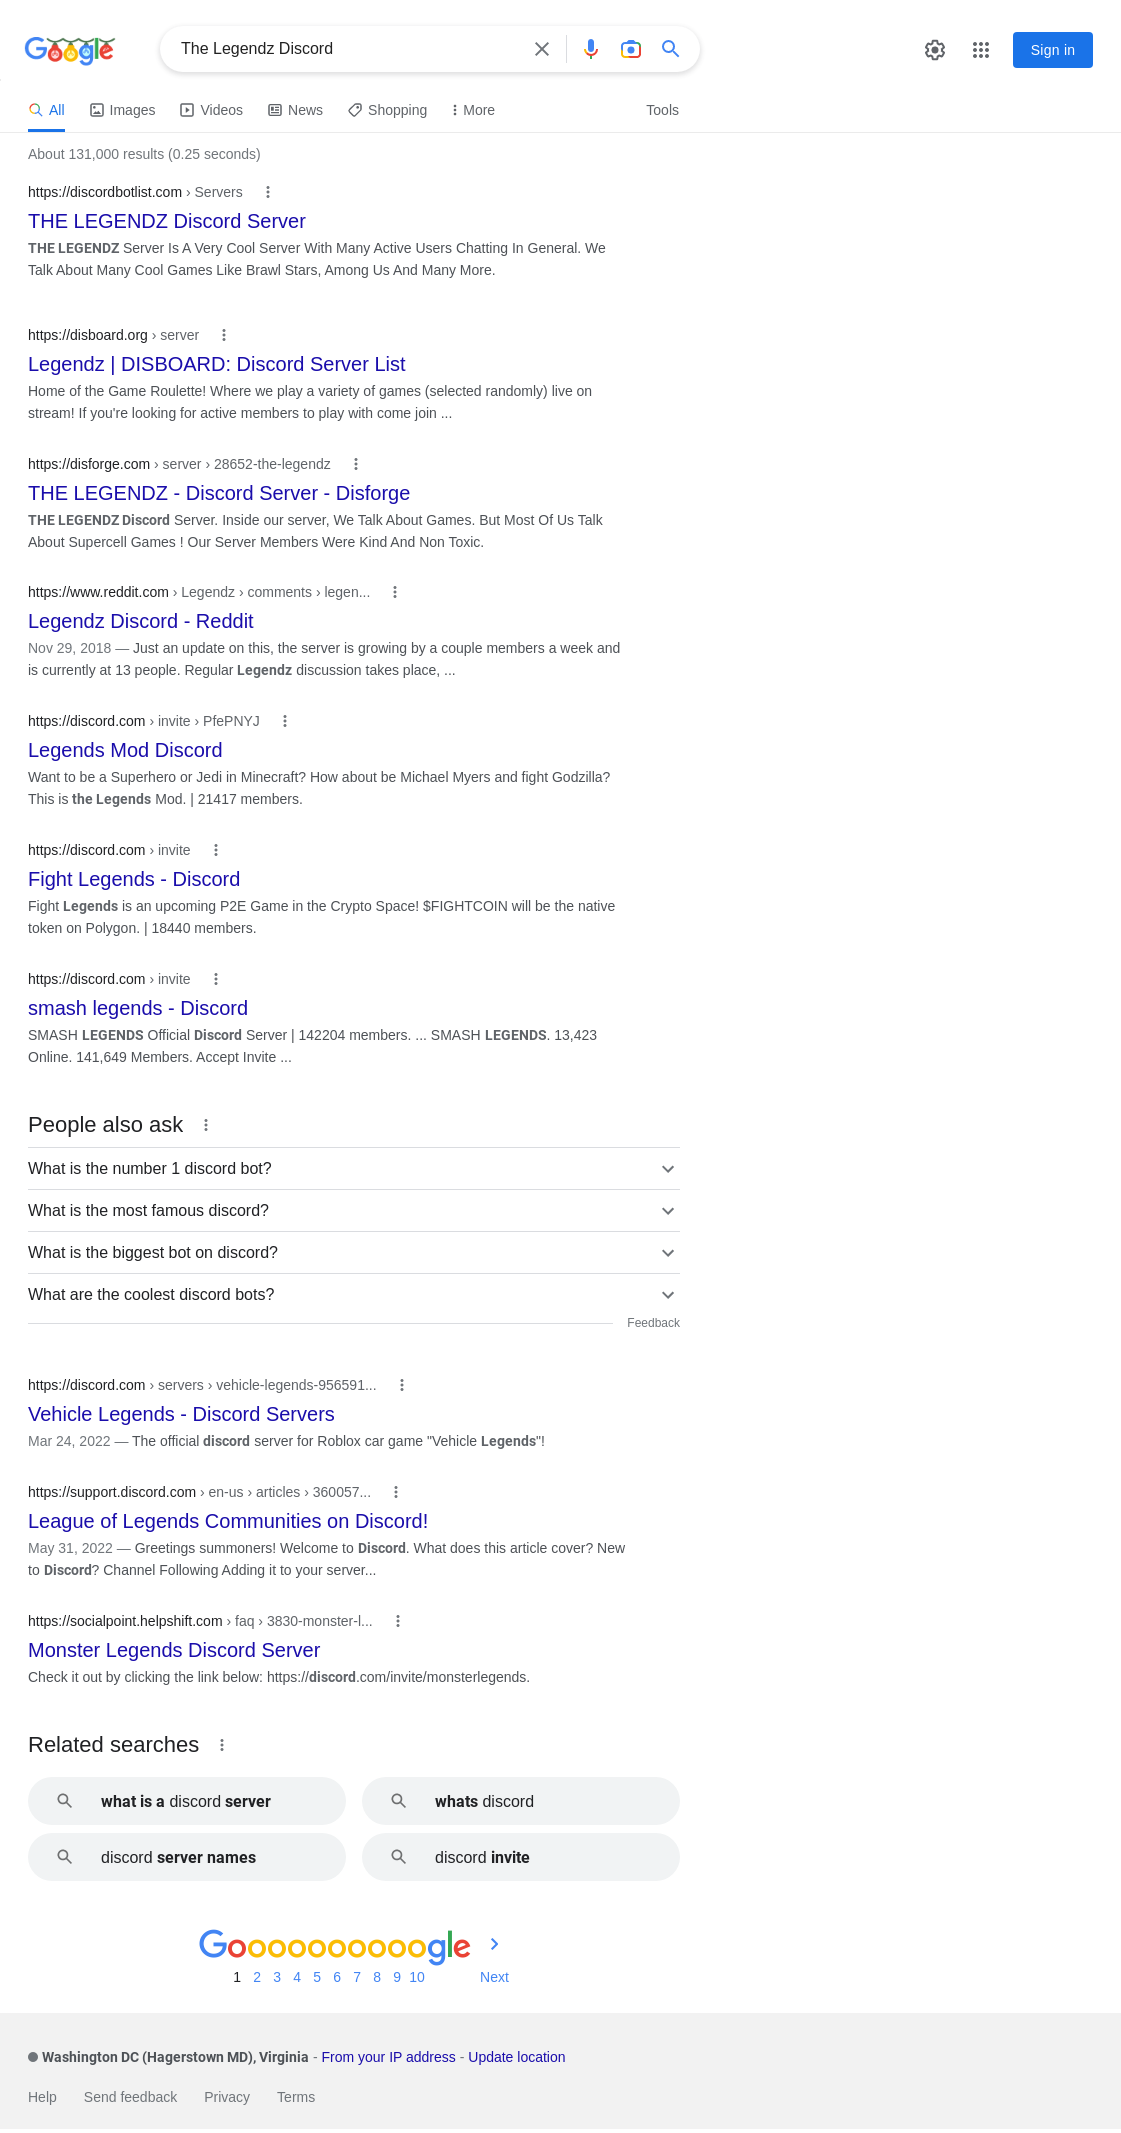 Google
The Legendz Discord
Sign in
All Images Videos News Shopping More Tools
About 131,000 results (0.25 seconds)
https://discordbotlist.com › Servers
THE LEGENDZ Discord Server
THE LEGENDZ Server Is A Very Cool Server With Many Active Users Chatting In General. We
Talk About Many Cool Games Like Brawl Stars, Among Us And Many More.
https://disboard.org › server
Legendz | DISBOARD: Discord Server List
Home of the Game Roulette! Where we play a variety of games (selected randomly) live on
stream! If you're looking for active members to play with come join ...
https://disforge.com › server › 28652-the-legendz
THE LEGENDZ - Discord Server - Disforge
THE LEGENDZ Discord Server. Inside our server, We Talk About Games. But Most Of Us Talk
About Supercell Games ! Our Server Members Were Kind And Non Toxic.
https://www.reddit.com › Legendz › comments › legen...
Legendz Discord - Reddit
Nov 29, 2018 — Just an update on this, the server is growing by a couple members a week and
is currently at 13 people. Regular Legendz discussion takes place, ...
https://discord.com › invite › PfePNYJ
Legends Mod Discord
Want to be a Superhero or Jedi in Minecraft? How about be Michael Myers and fight Godzilla?
This is the Legends Mod. | 21417 members.
https://discord.com › invite
Fight Legends - Discord
Fight Legends is an upcoming P2E Game in the Crypto Space! $FIGHTCOIN will be the native
token on Polygon. | 18440 members.
https://discord.com › invite
smash legends - Discord
SMASH LEGENDS Official Discord Server | 142204 members. ... SMASH LEGENDS. 13,423
Online. 141,649 Members. Accept Invite ...
People also ask
What is the number 1 discord bot?
What is the most famous discord?
What is the biggest bot on discord?
What are the coolest discord bots?
Feedback
https://discord.com › servers › vehicle-legends-956591...
Vehicle Legends - Discord Servers
Mar 24, 2022 — The official discord server for Roblox car game "Vehicle Legends"!
https://support.discord.com › en-us › articles › 360057...
League of Legends Communities on Discord!
May 31, 2022 — Greetings summoners! Welcome to Discord. What does this article cover? New
to Discord? Channel Following Adding it to your server...
https://socialpoint.helpshift.com › faq › 3830-monster-l...
Monster Legends Discord Server
Check it out by clicking the link below: https://discord.com/invite/monsterlegends.
Related searches
what is a discord server
whats discord
discord server names
discord invite
Goooooooooogle
1 2 3 4 5 6 7 8 9 10 Next
Washington DC (Hagerstown MD), Virginia - From your IP address - Update location
Help Send feedback Privacy Terms